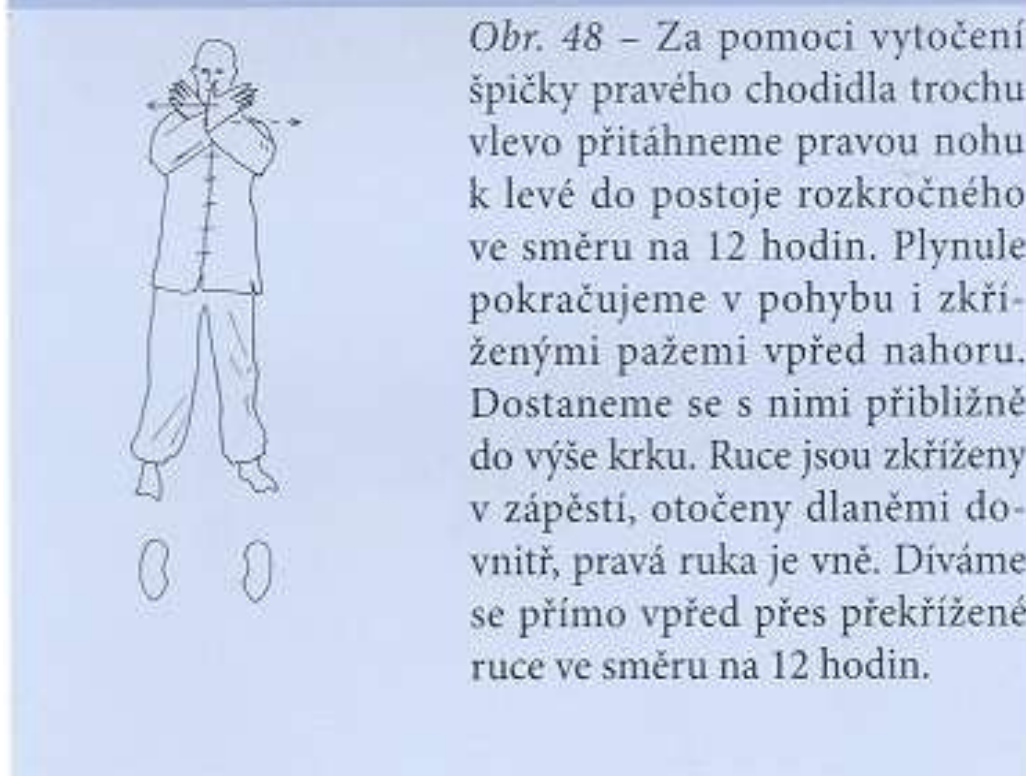 Obr. 48 – Za pomoci vytočení
špičky pravého chodidla trochu
vlevo přitáhneme pravou nohu
k levé do postoje rozkročného
ve směru na 12 hodin. Plynule
pokračujeme v pohybu i zkří-
ženými pažemi vpřed nahoru.
Dostaneme se s nimi přibližně
do výše krku. Ruce jsou zkříženy
v zápěstí, otočeny dlaněmi do-
vnitř, pravá ruka je vně. Díváme
se přímo vpřed přes překřížené
ruce ve směru na 12 hodin.